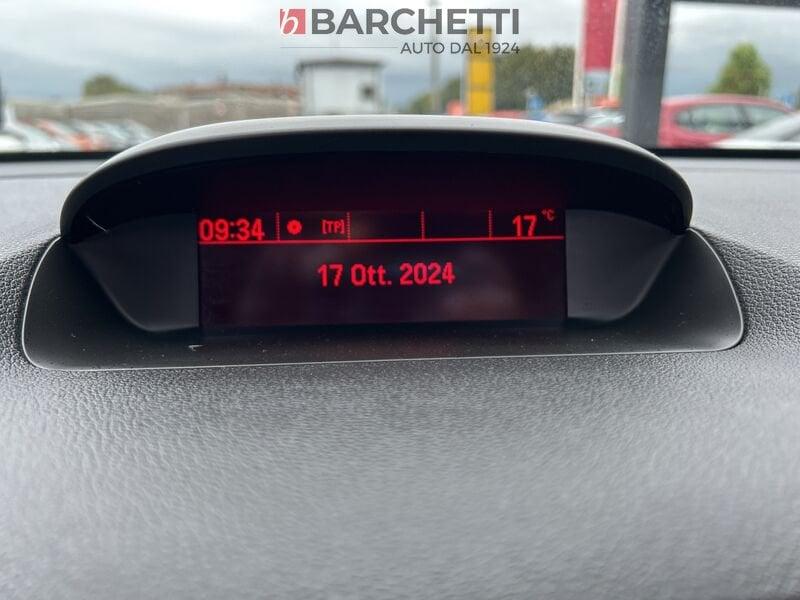 BARCHETTI
AUTO DAL 1924
09:34 [TP] 17 °C
17 Ott. 2024